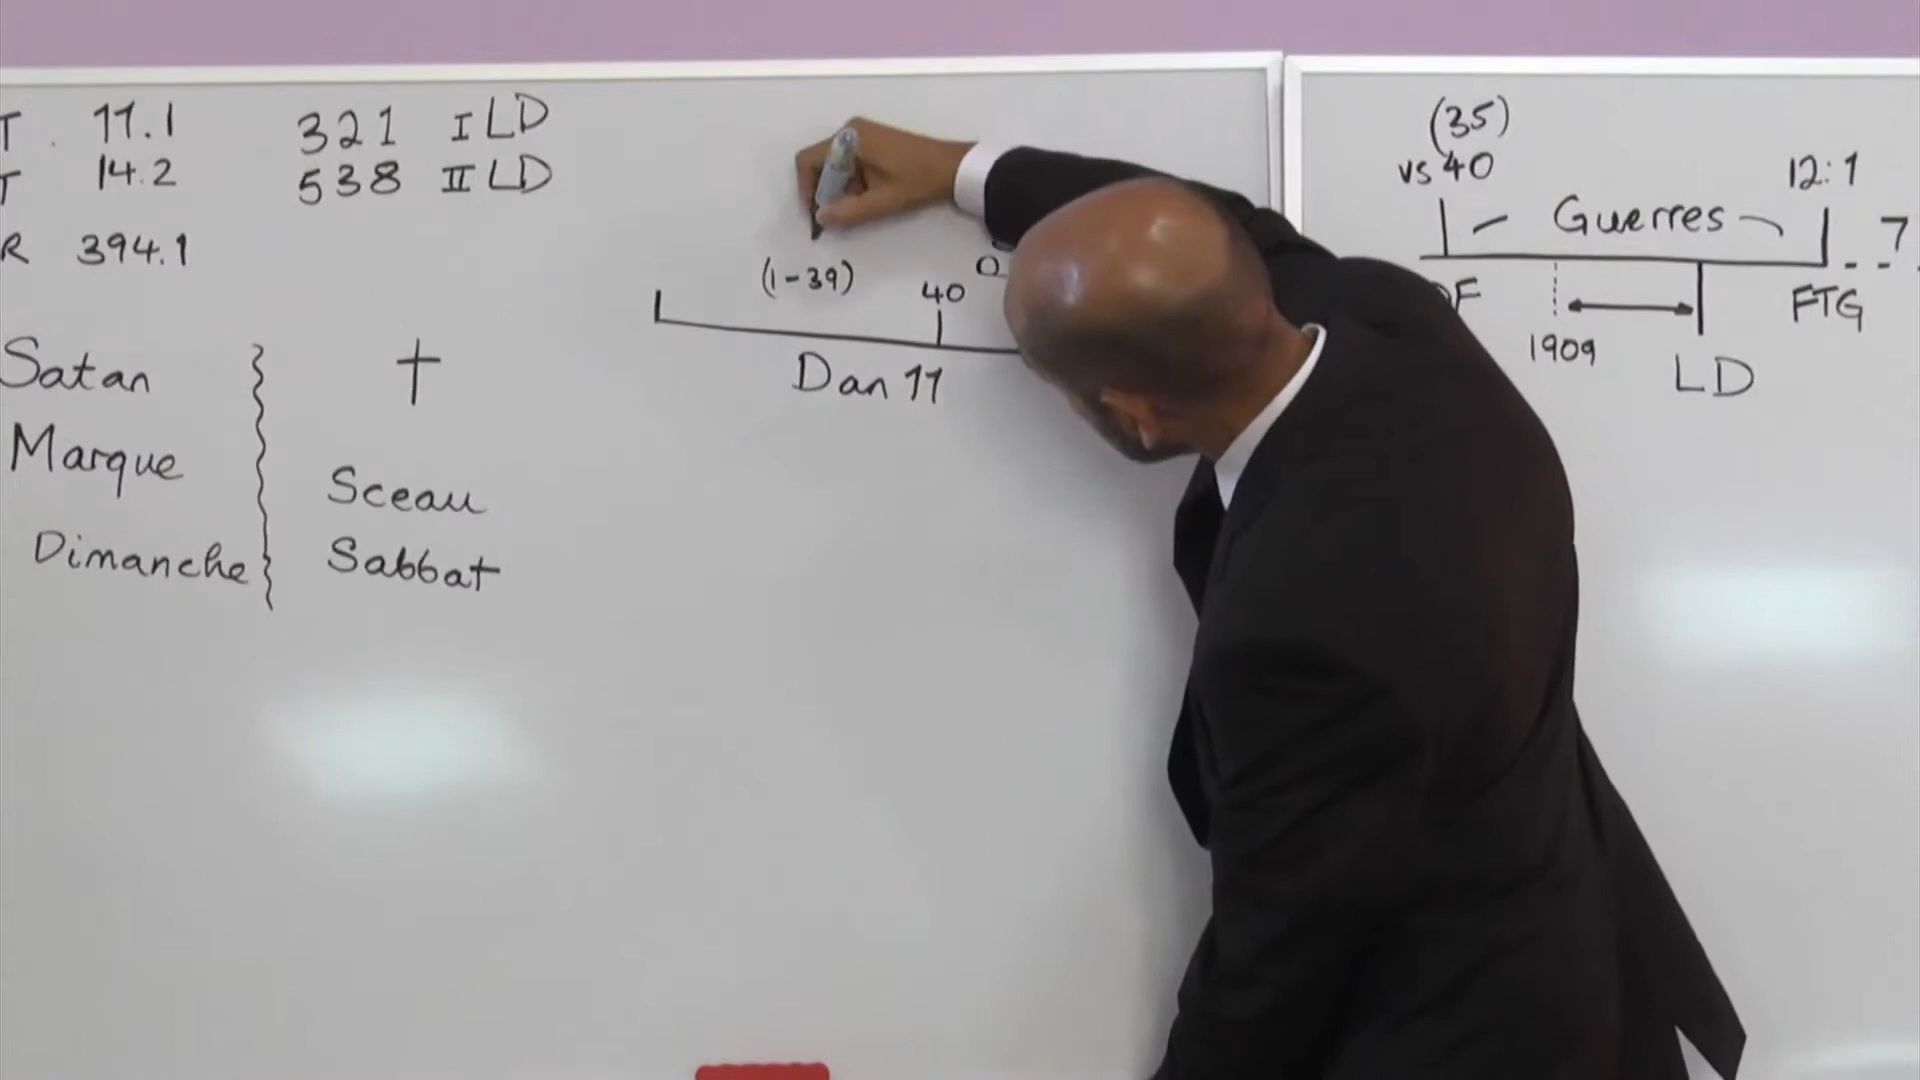 T 11.1 321 I LD
T 14.2 538 II LD
R 394.1
Satan †
Marque Sceau
Dimanche Sabbat
(1-39) 40
Dan 11
(35)
vs 40 12:1
Guerres 7
F 1909 LD FTG